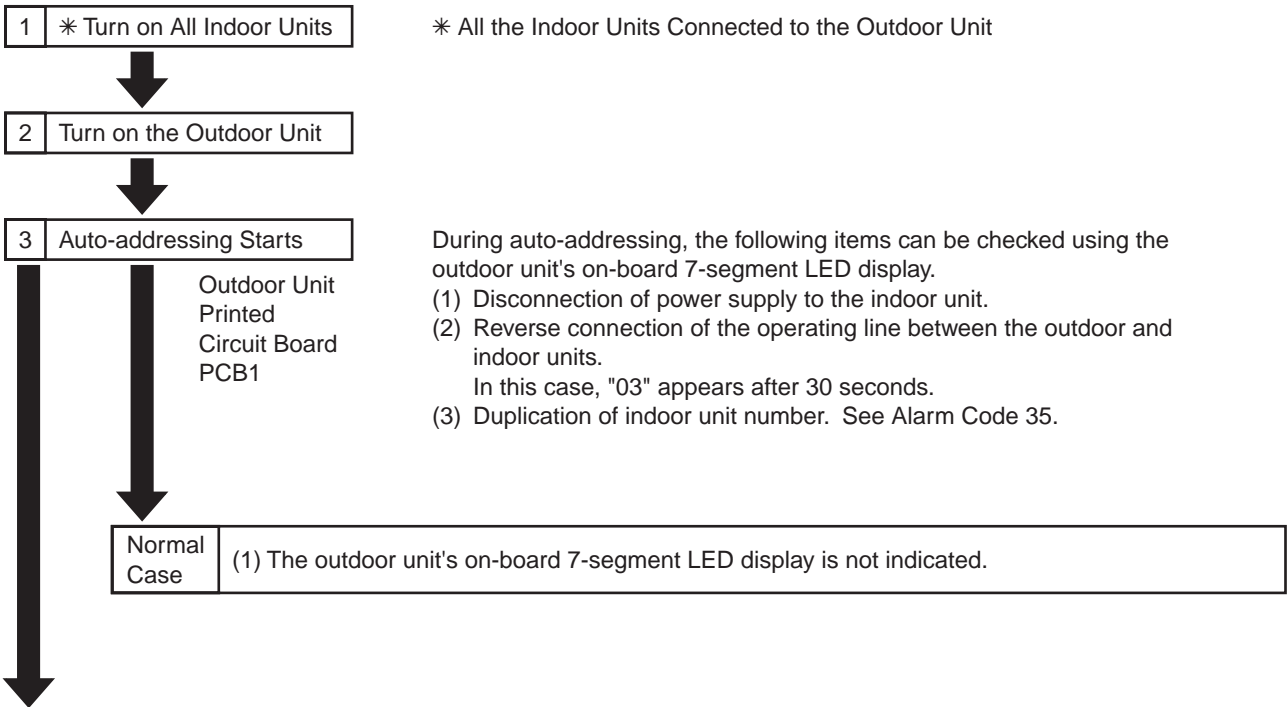 1 ✳ Turn on All Indoor Units
✳ All the Indoor Units Connected to the Outdoor Unit
2 Turn on the Outdoor Unit
3 Auto-addressing Starts
Outdoor Unit
Printed
Circuit Board
PCB1
During auto-addressing, the following items can be checked using the
outdoor unit's on-board 7-segment LED display.
(1) Disconnection of power supply to the indoor unit.
(2) Reverse connection of the operating line between the outdoor and
indoor units.
In this case, "03" appears after 30 seconds.
(3) Duplication of indoor unit number. See Alarm Code 35.
Normal
Case
(1) The outdoor unit's on-board 7-segment LED display is not indicated.